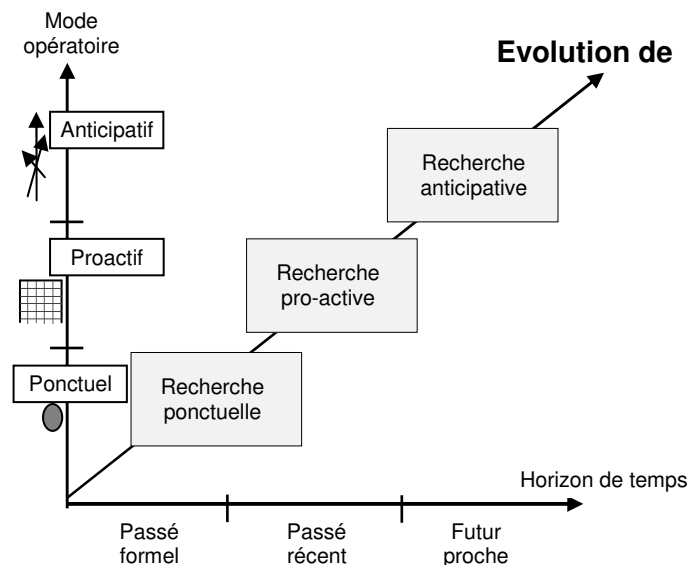 Mode
opératoire
Evolution de
Anticipatif
Recherche
anticipative
Proactif
Recherche
pro-active
Ponctuel
Recherche
ponctuelle
Horizon de temps
Passé
formel
Passé
récent
Futur
proche